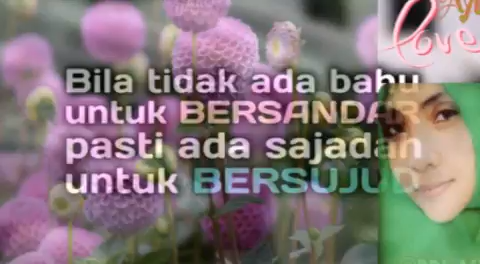 Bila tidak ada bahu
untuk BERSANDAR
pasti ada sajadah
untuk BERSUJUD
love